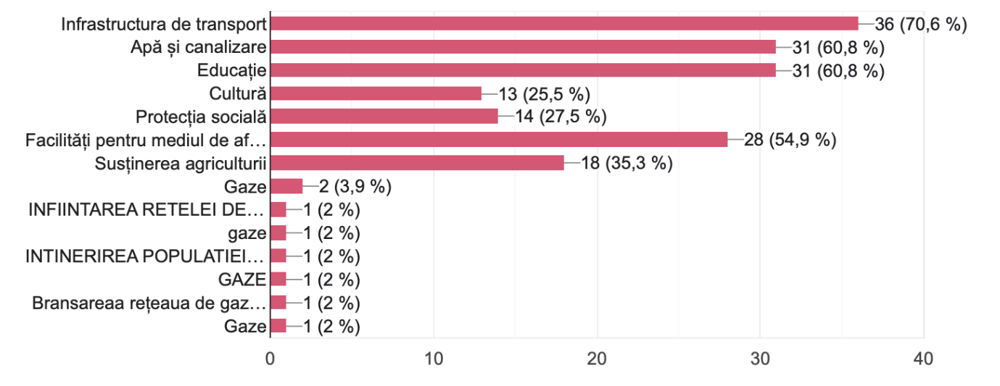 Infrastructura de transport 36 (70,6 %)
Apă și canalizare 31 (60,8 %)
Educație 31 (60,8 %)
Cultură 13 (25,5 %)
Protecția socială 14 (27,5 %)
Facilități pentru mediul de af… 28 (54,9 %)
Susținerea agriculturii 18 (35,3 %)
Gaze 2 (3,9 %)
INFIINTAREA RETELEI DE… 1 (2 %)
gaze 1 (2 %)
INTINERIREA POPULATIEI… 1 (2 %)
GAZE 1 (2 %)
Bransareaa rețeaua de gaz… 1 (2 %)
Gaze 1 (2 %)
0 10 20 30 40